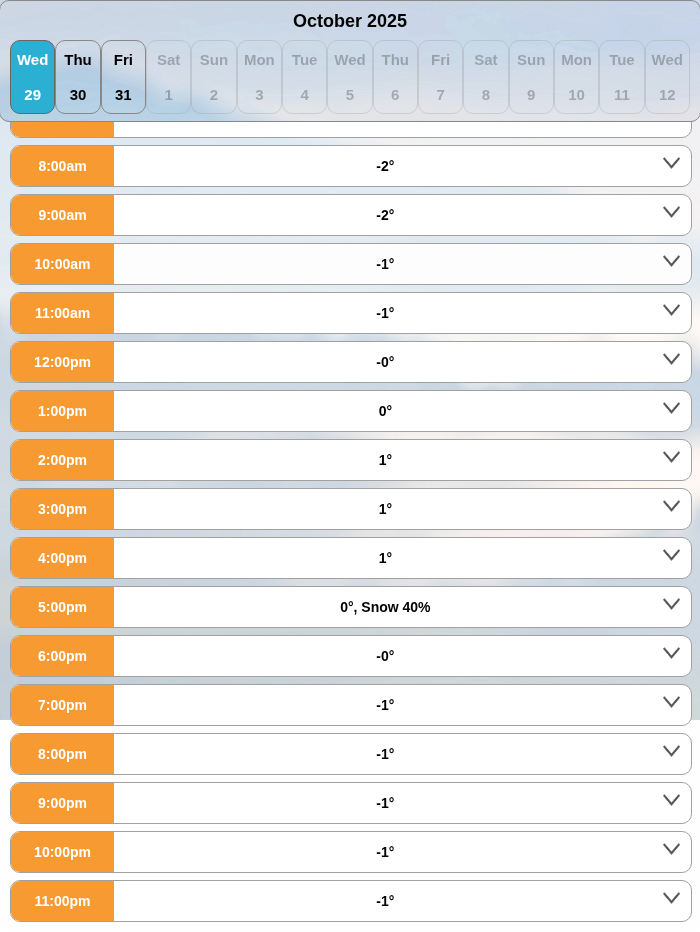 October 2025
Wed Thu Fri Sat Sun Mon Tue Wed Thu Fri Sat Sun Mon Tue Wed
29 30 31 1 2 3 4 5 6 7 8 9 10 11 12
8:00am -2°
9:00am -2°
10:00am -1°
11:00am -1°
12:00pm -0°
1:00pm 0°
2:00pm 1°
3:00pm 1°
4:00pm 1°
5:00pm 0°, Snow 40%
6:00pm -0°
7:00pm -1°
8:00pm -1°
9:00pm -1°
10:00pm -1°
11:00pm -1°